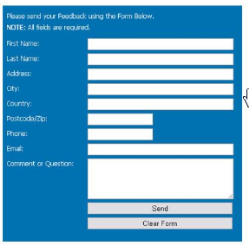 Please send your Feedback using the Form Below.
NOTE: All fields are required.
First Name:
Last Name:
Address:
City:
Country:
Postcode/Zip:
Phone:
Email:
Comment or Question:
Send
Clear Form